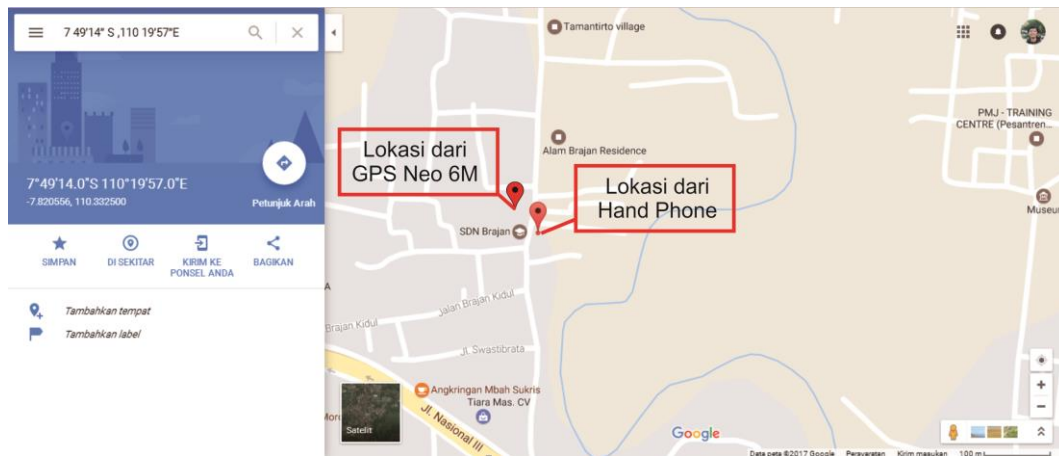 7 49'14" S ,110 19'57"E
7°49'14.0"S 110°19'57.0"E
-7.820556, 110.332500
Petunjuk Arah
SIMPAN
DI SEKITAR
KIRIM KE
PONSEL ANDA
BAGIKAN
Tambahkan tempat
Tambahkan label
Tamantirto village
PMJ - TRAINING
CENTRE (Pesantren...
Alam Brajan Residence
Lokasi dari
GPS Neo 6M
Lokasi dari
Hand Phone
Museu
SDN Brajan
A
Jalan Brajan Kidul
Brajan Kidul
Jl. Swastibrata
Angkringan Mbah Sukris
Tiara Mas. CV
Jl. Nasional III
Mon
Satelit
Google
Data peta ©2017 Google
Persyaratan
Kirim masukan
100 m